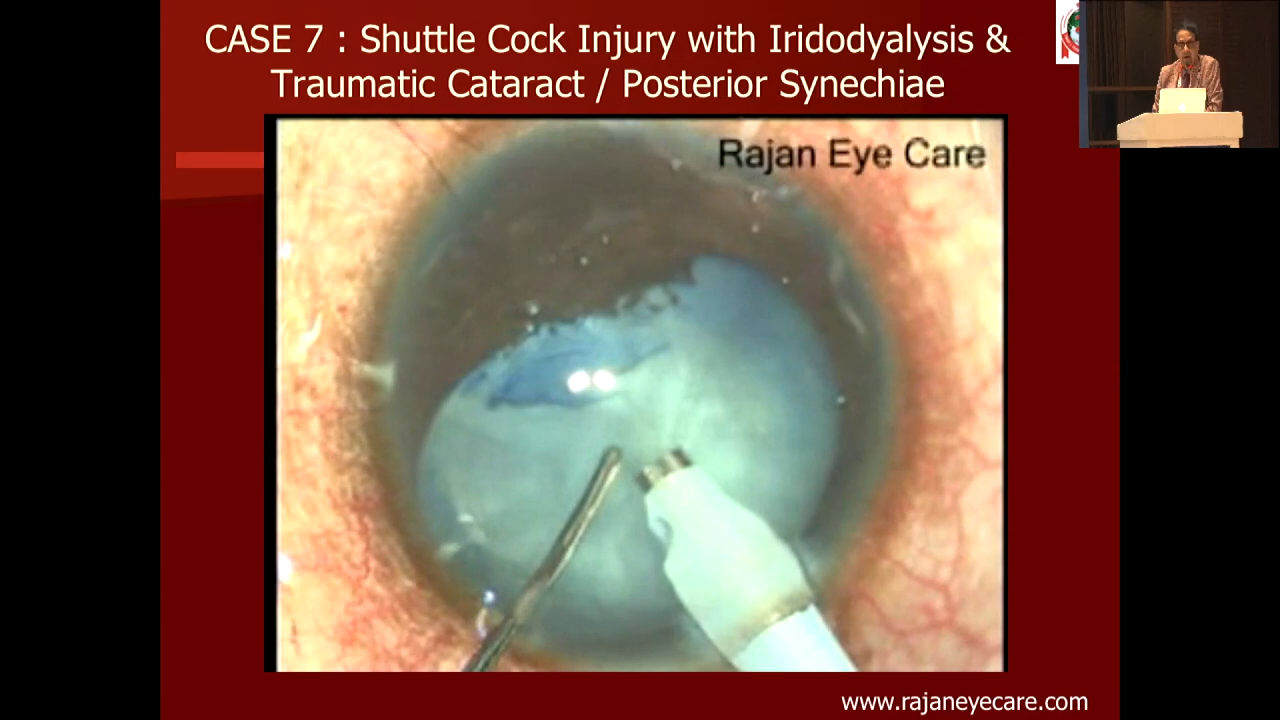 CASE 7 : Shuttle Cock Injury with Iridodyalysis &
Traumatic Cataract / Posterior Synechiae
Rajan Eye Care
www.rajaneyecare.com